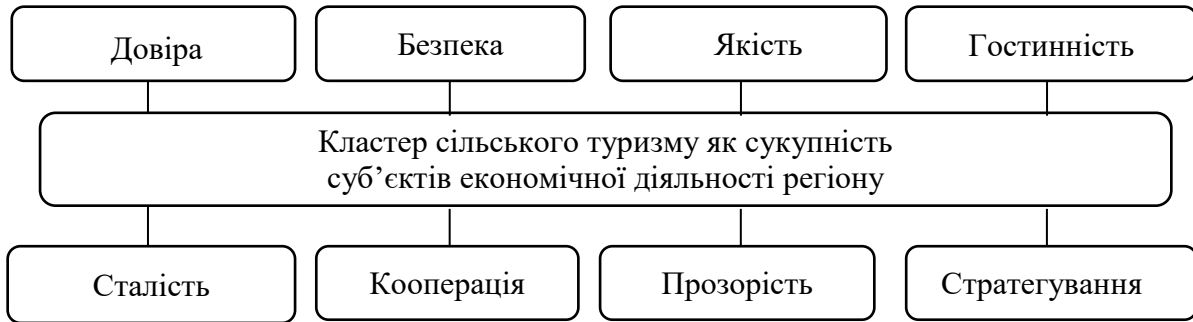 Довіра
Безпека
Якість
Гостинність
Кластер сільського туризму як сукупність
суб’єктів економічної діяльності регіону
Сталість
Кооперація
Прозорість
Стратегування